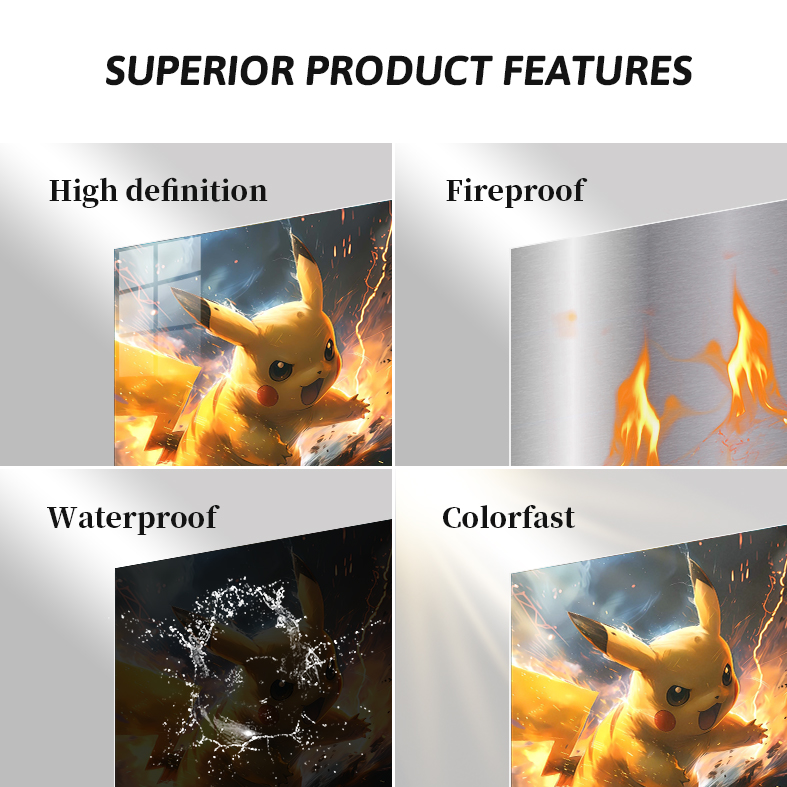 SUPERIOR PRODUCT FEATURES
High definition
Fireproof
Waterproof
Colorfast